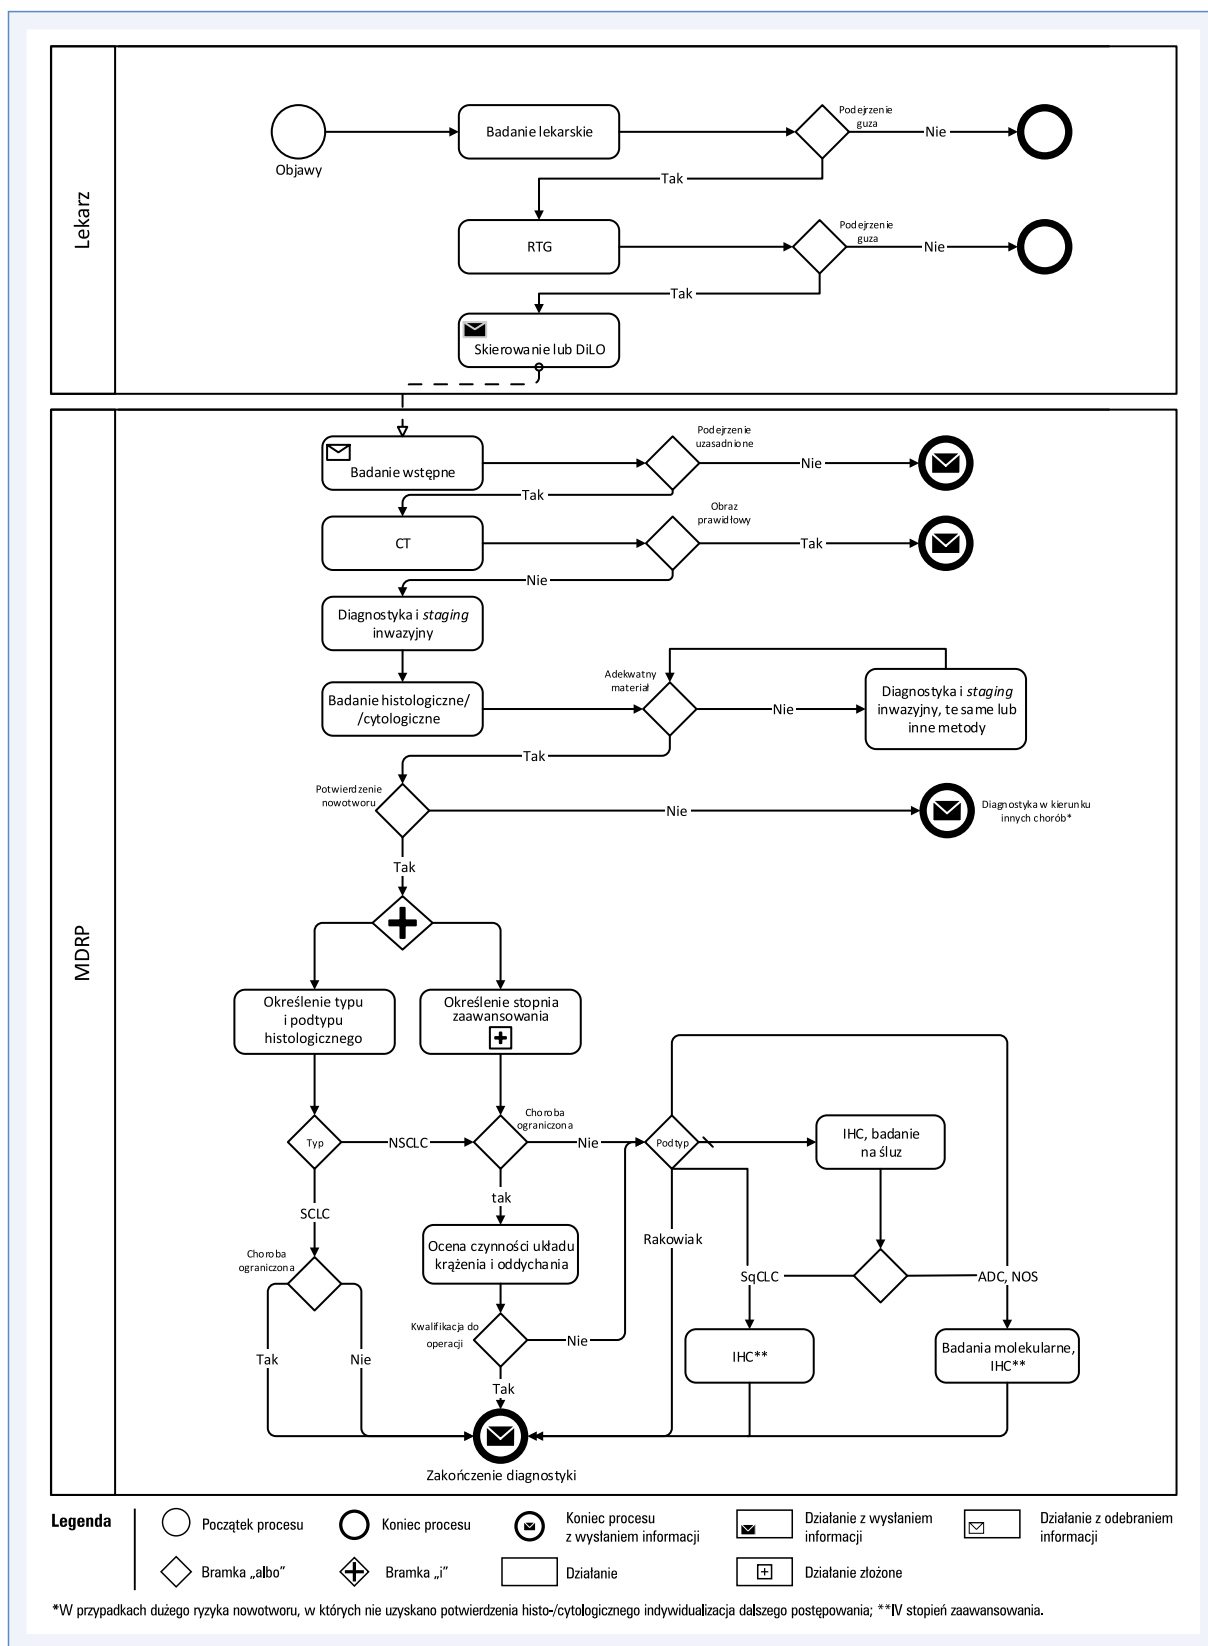 Lekarz
Objawy
Badanie lekarskie
Podejrzenie
guza
Nie
Tak
RTG
Podejrzenie
guza
Nie
Tak
Skierowanie lub DiLO
MDRP
Badanie wstępne
Podejrzenie
uzasadnione
Nie
Tak
CT
Obraz
prawidłowy
Tak
Nie
Diagnostyka i staging
inwazyjny
Badanie histologiczne/
/cytologiczne
Adekwatny
materiał
Nie
Diagnostyka i staging
inwazyjny, te same lub
inne metody
Tak
Potwierdzenie
nowotworu
Nie
Diagnostyka w kierunku
innych chorób*
Tak
Określenie typu
i podtypu
histologicznego
Określenie stopnia
zaawansowania
Typ
NSCLC
Choroba
ograniczona
Nie
Podtyp
IHC, badanie
na śluz
SCLC
tak
Choroba
ograniczona
Ocena czynności układu
krążenia i oddychania
Rakowiak
SqCLC
ADC, NOS
Kwalifikacja do
operacji
Nie
Tak
Nie
IHC**
Badania molekularne,
IHC**
Tak
Zakończenie diagnostyki
Legenda
Początek procesu
Koniec procesu
Koniec procesu
z wysłaniem informacji
Działanie z wysłaniem
informacji
Działanie z odebraniem
informacji
Bramka „albo”
Bramka „i”
Działanie
Działanie złożone
*W przypadkach dużego ryzyka nowotworu, w których nie uzyskano potwierdzenia histo-/cytologicznego indywidualizacja dalszego postępowania; **IV stopień zaawansowania.